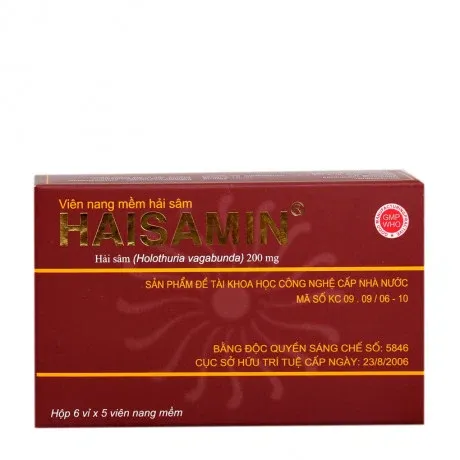 Viên nang mềm hải sâm
HAISAMIN®
Hải sâm (Holothuria vagabunda) 200 mg
GMP
WHO
SẢN PHẨM ĐỀ TÀI KHOA HỌC CÔNG NGHỆ CẤP NHÀ NƯỚC
MÃ SỐ KC 09 . 09 / 06 - 10
BẰNG ĐỘC QUYỀN SÁNG CHẾ SỐ: 5846
CỤC SỞ HỮU TRÍ TUỆ CẤP NGÀY: 23/8/2006
Hộp 6 vỉ x 5 viên nang mềm